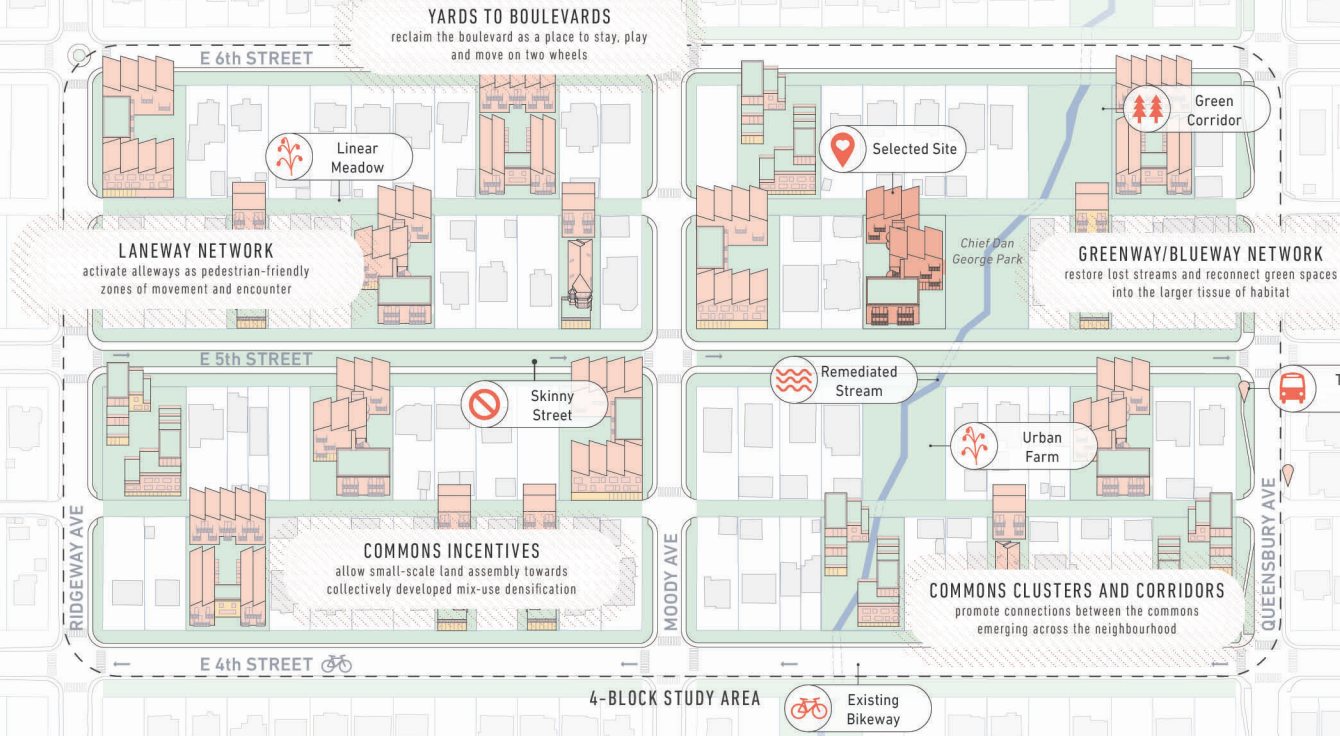 YARDS TO BOULEVARDS
reclaim the boulevard as a place to stay, play
and move on two wheels
E 6th STREET
Green
Corridor
Linear
Meadow
Selected Site
LANEWAY NETWORK
activate alleyways as pedestrian-friendly
zones of movement and encounter
Chief Dan
George Park
GREENWAY/BLUEWAY NETWORK
restore lost streams and reconnect green spaces
into the larger tissue of habitat
E 5th STREET
Skinny
Street
Remediated
Stream
T
Urban
Farm
RIDGEWAY AVE
MOODY AVE
QUEENSBURY AVE
COMMONS INCENTIVES
allow small-scale land assembly towards
collectively developed mix-use densification
COMMONS CLUSTERS AND CORRIDORS
promote connections between the commons
emerging across the neighbourhood
E 4th STREET
4-BLOCK STUDY AREA
Existing
Bikeway